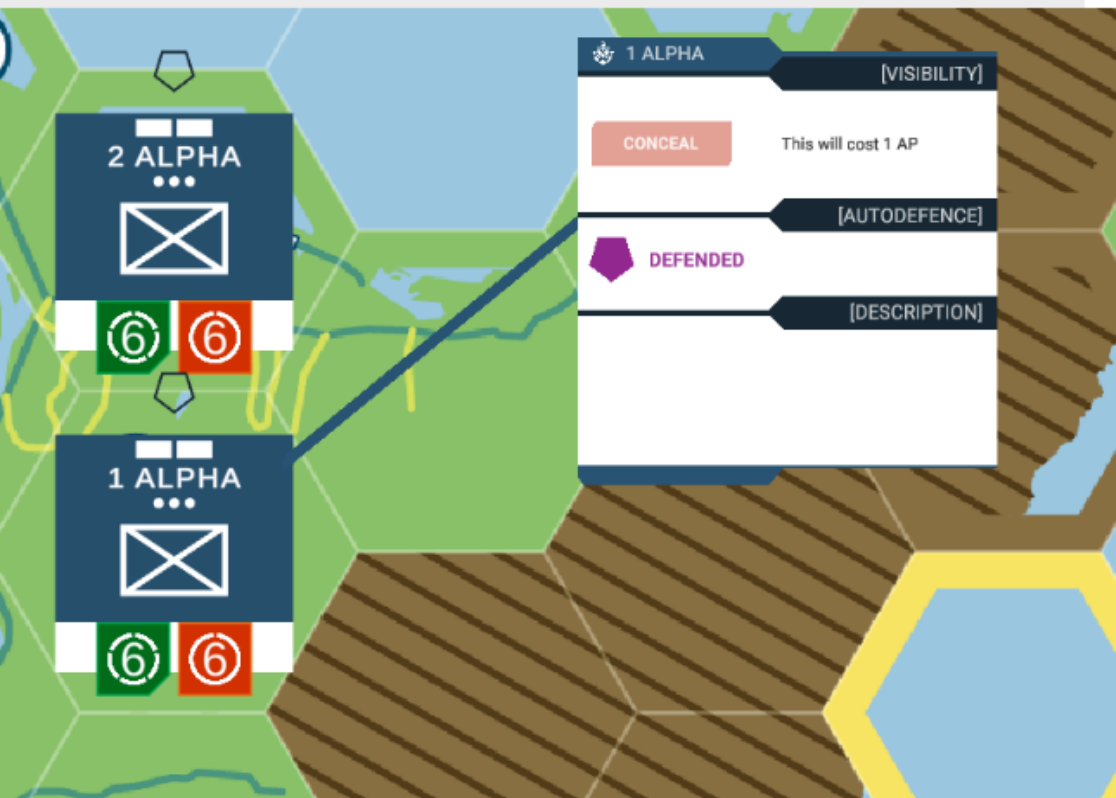 2 ALPHA
6 6
1 ALPHA
6 6
1 ALPHA
[VISIBILITY]
CONCEAL This will cost 1 AP
[AUTODEFENCE]
DEFENDED
[DESCRIPTION]